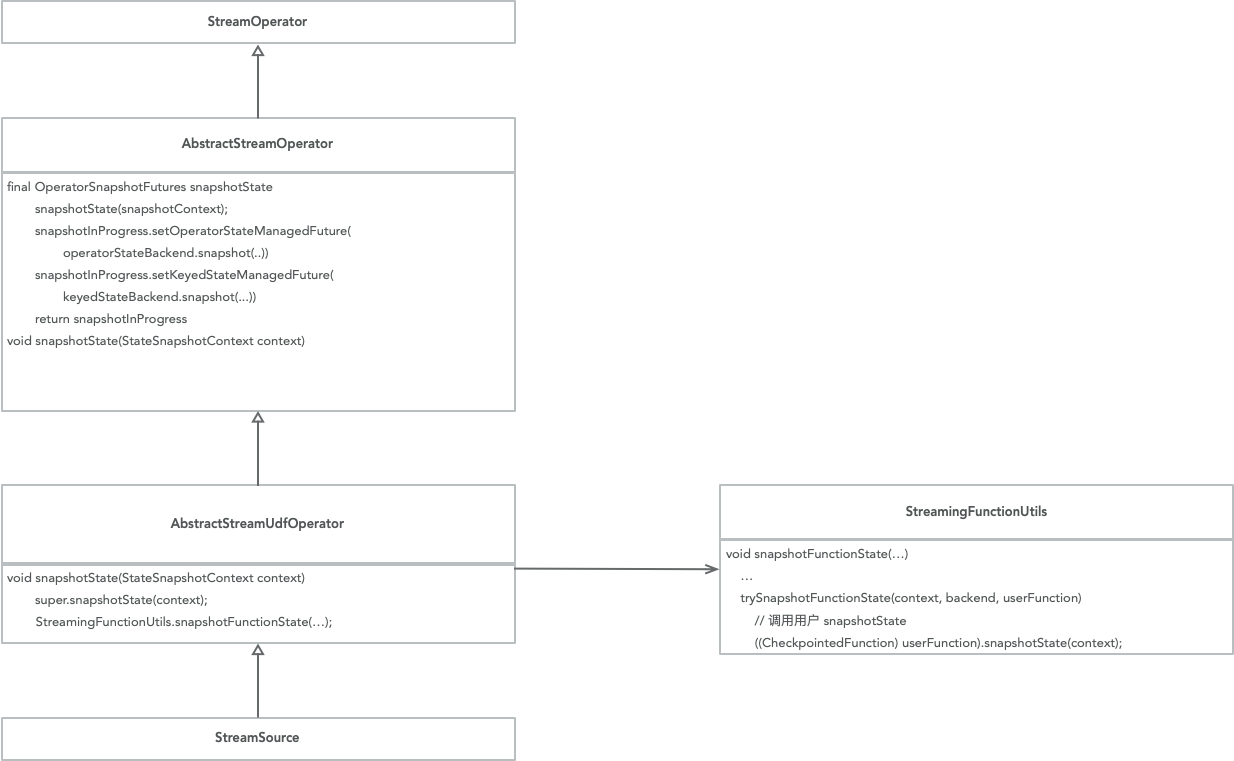 StreamOperator
AbstractStreamOperator
final OperatorSnapshotFutures snapshotState
snapshotState(snapshotContext);
snapshotInProgress.setOperatorStateManagedFuture(
operatorStateBackend.snapshot(..))
snapshotInProgress.setKeyedStateManagedFuture(
keyedStateBackend.snapshot(...))
return snapshotInProgress
void snapshotState(StateSnapshotContext context)
AbstractStreamUdfOperator
void snapshotState(StateSnapshotContext context)
super.snapshotState(context);
StreamingFunctionUtils.snapshotFunctionState(…);
StreamingFunctionUtils
void snapshotFunctionState(…)
…
trySnapshotFunctionState(context, backend, userFunction)
// 调用用户 snapshotState
((CheckpointedFunction) userFunction).snapshotState(context);
StreamSource